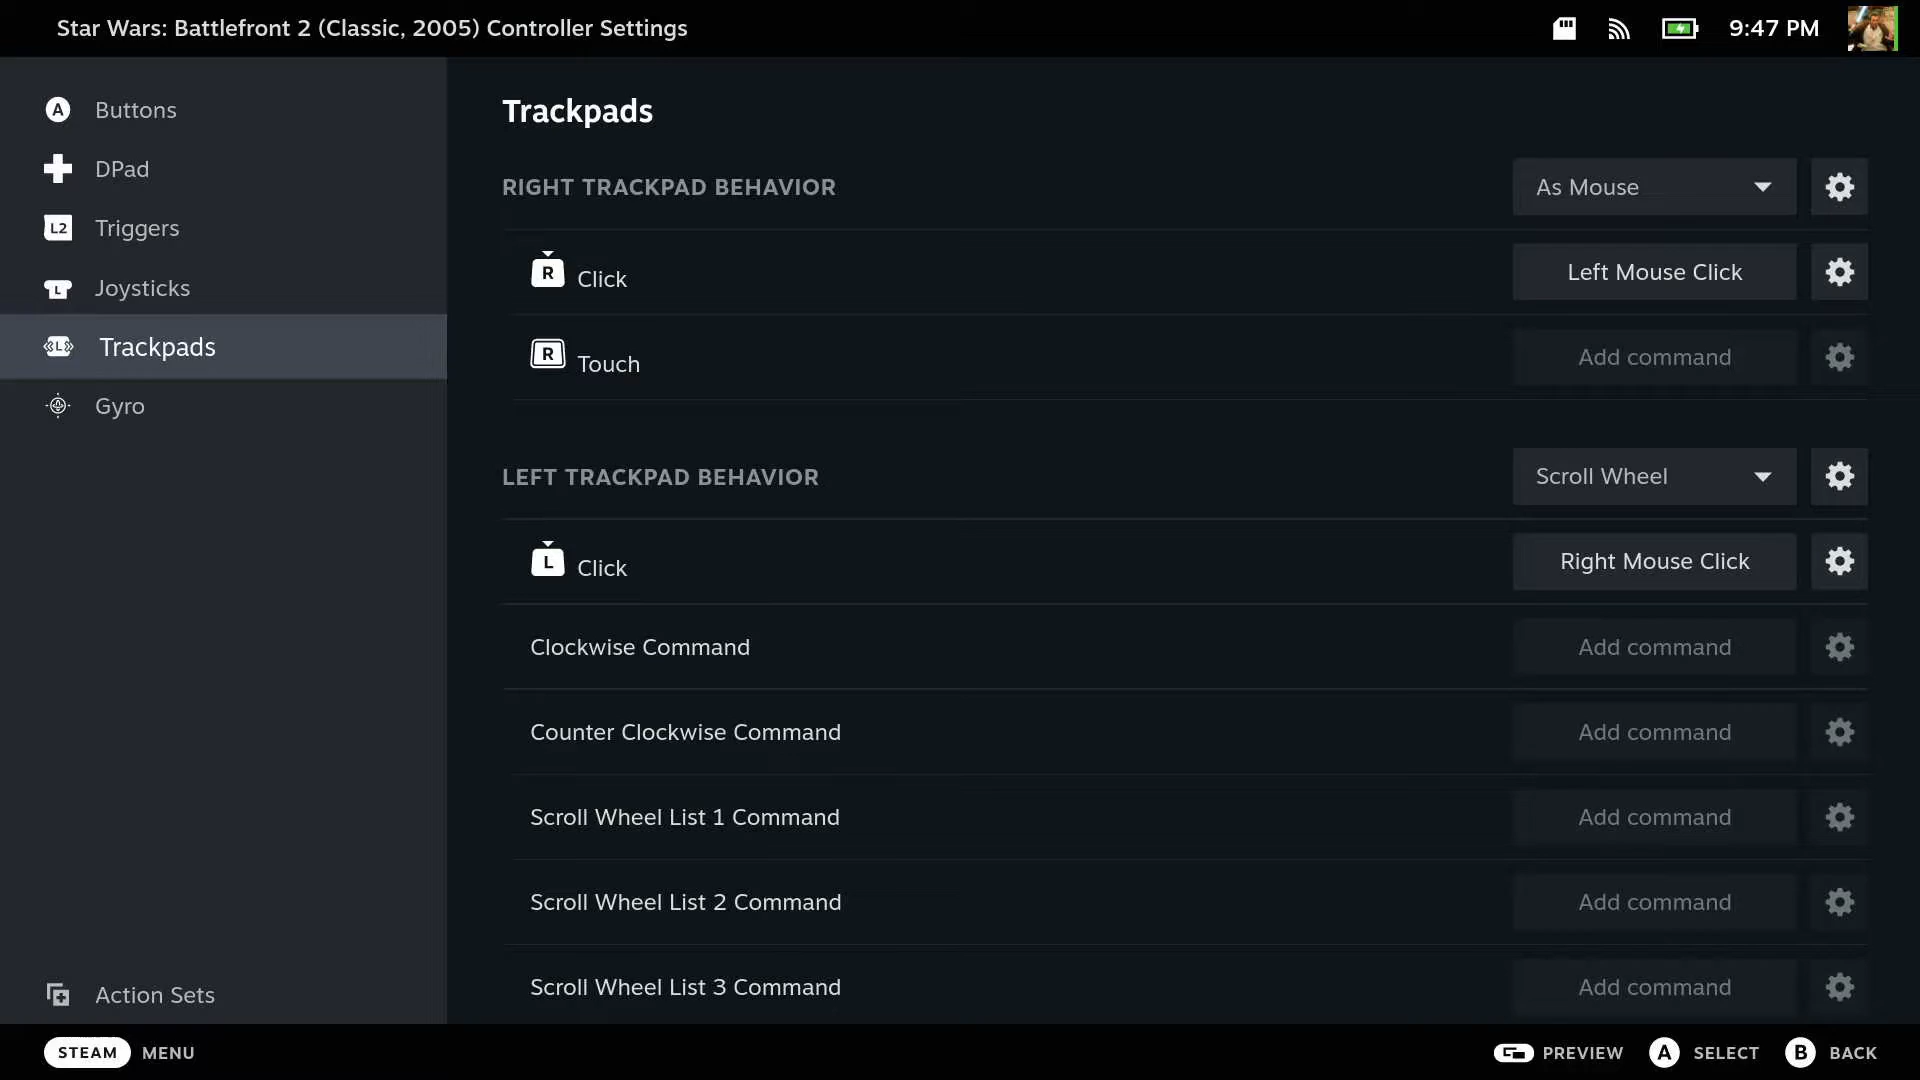 Star Wars: Battlefront 2 (Classic, 2005) Controller Settings
9:47 PM
A Buttons
DPad
L2 Triggers
L Joysticks
L Trackpads
Gyro
Action Sets
Trackpads
RIGHT TRACKPAD BEHAVIOR
As Mouse
R Click
Left Mouse Click
R Touch
Add command
LEFT TRACKPAD BEHAVIOR
Scroll Wheel
L Click
Right Mouse Click
Clockwise Command
Add command
Counter Clockwise Command
Add command
Scroll Wheel List 1 Command
Add command
Scroll Wheel List 2 Command
Add command
Scroll Wheel List 3 Command
Add command
STEAM MENU
PREVIEW
A SELECT
B BACK